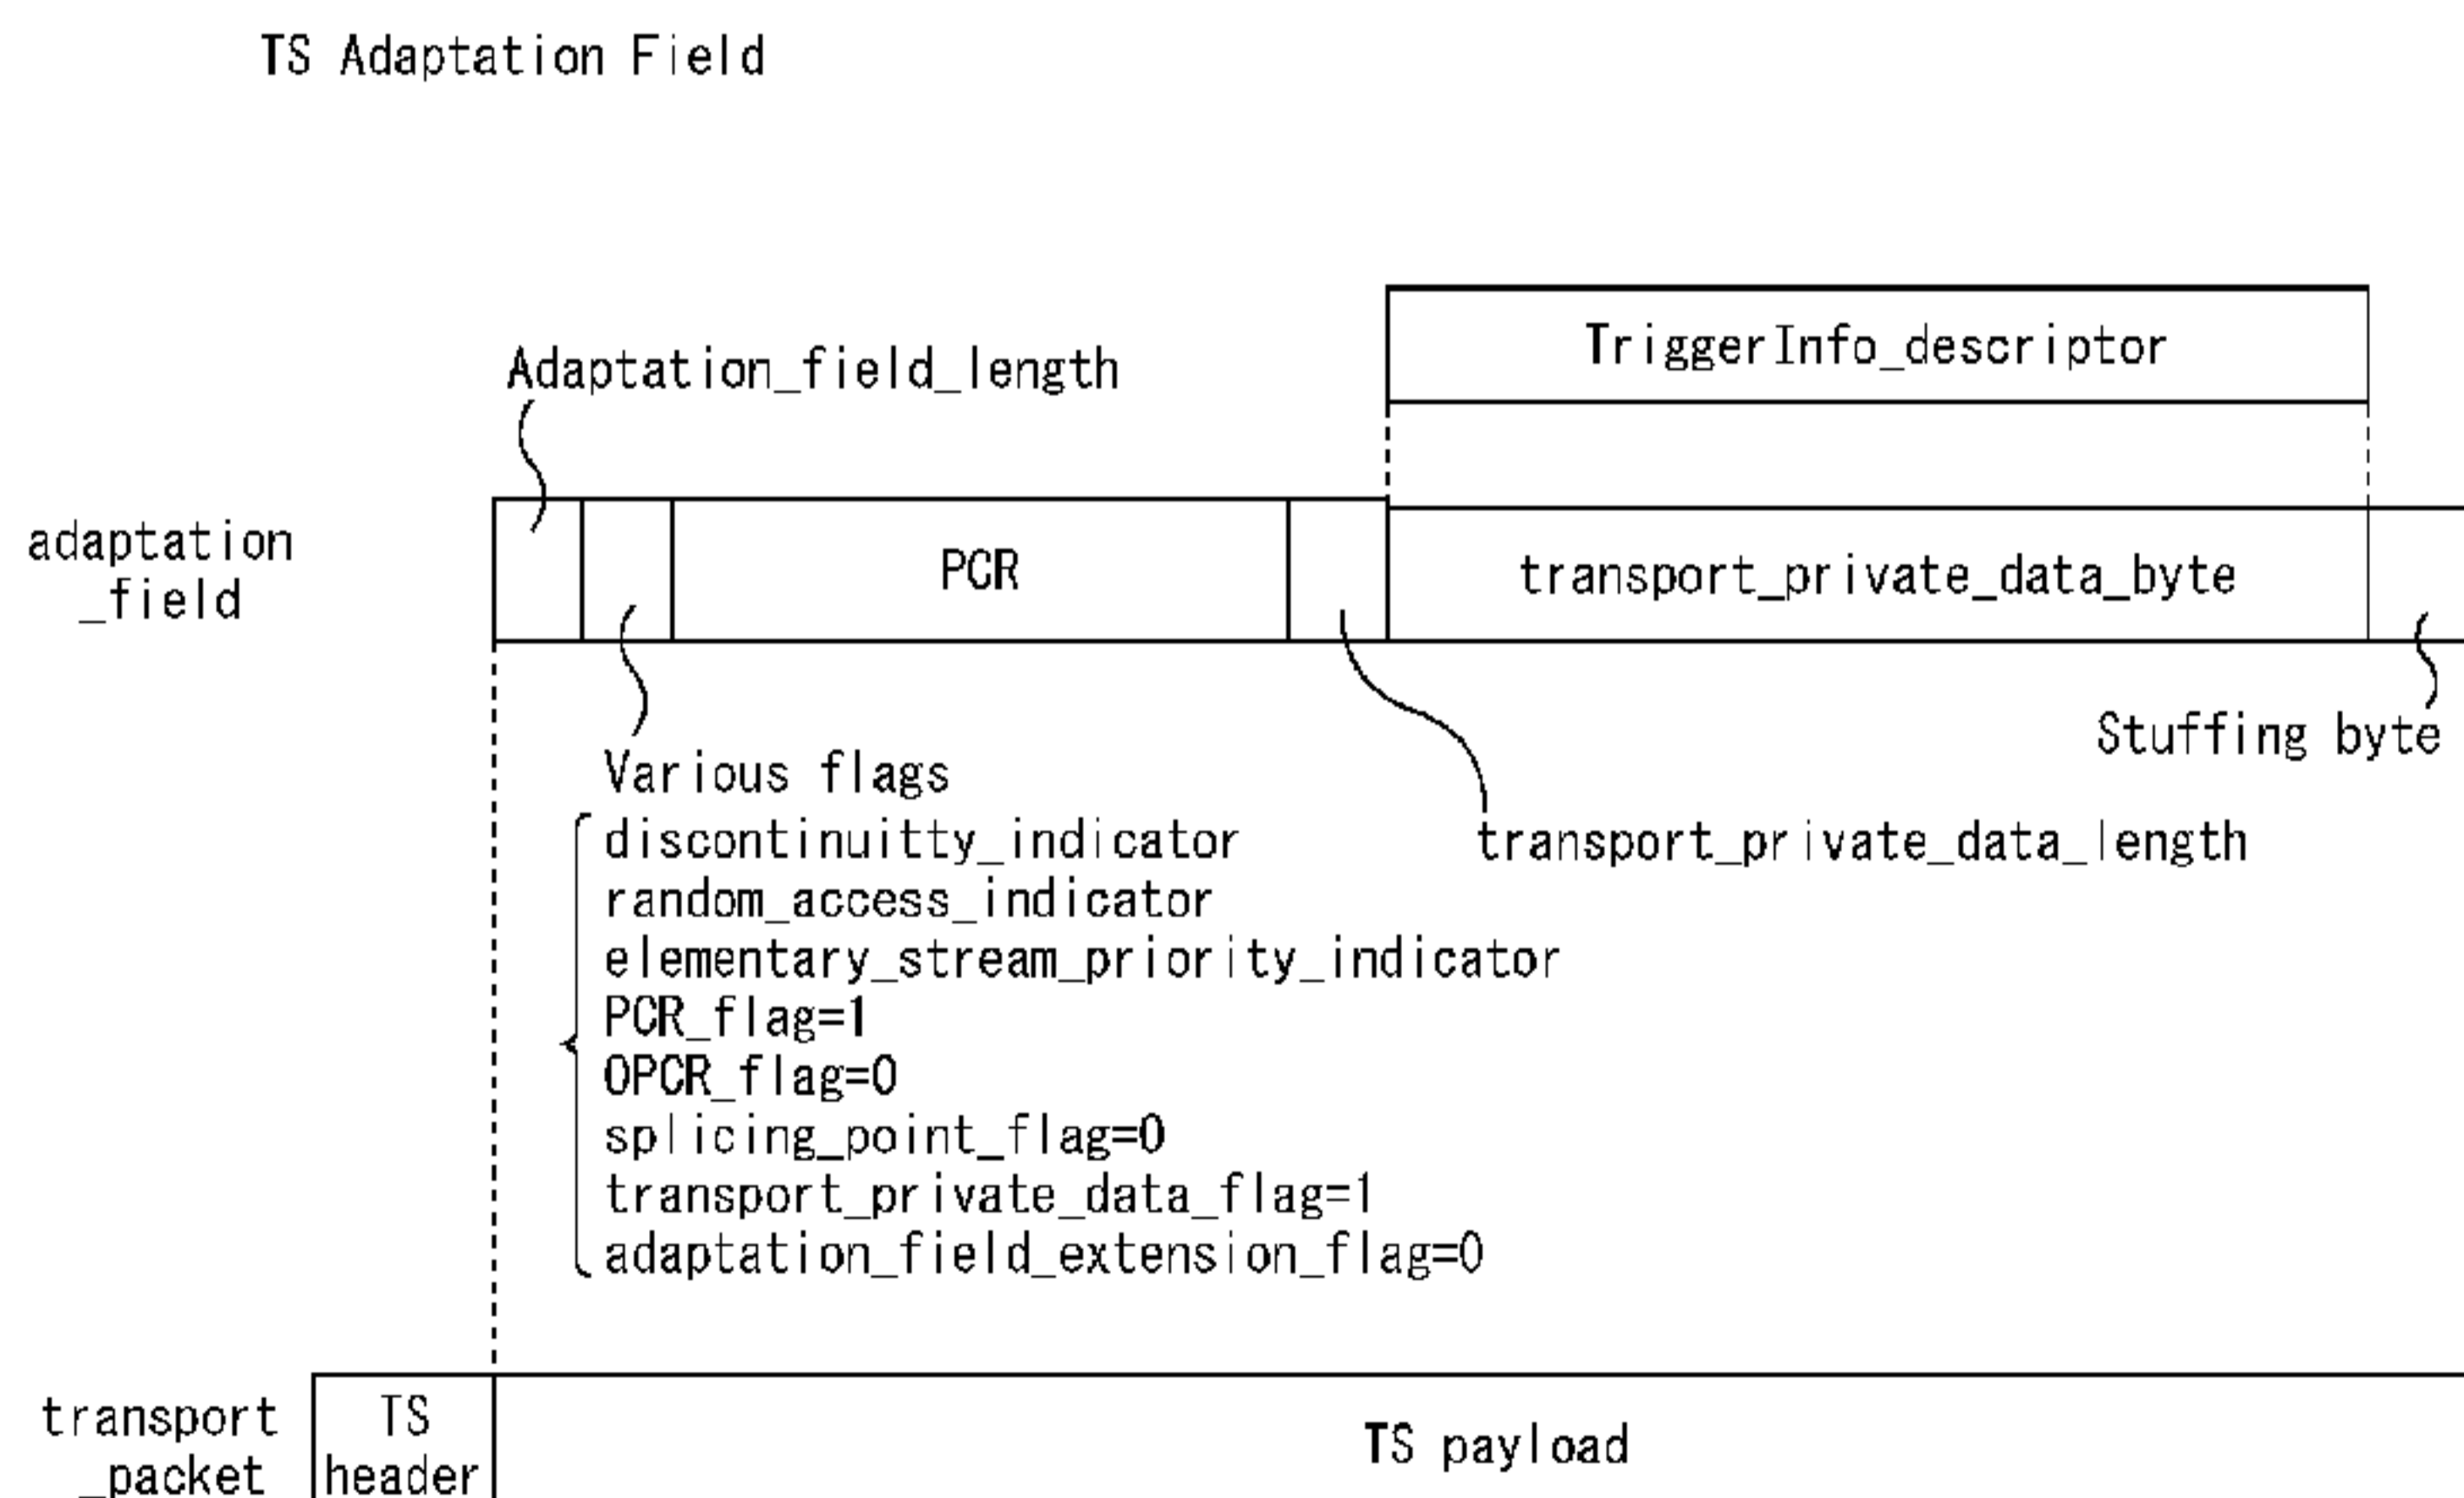 TS Adaptation Field
TriggerInfo_descriptor
Adaptation_field_length
adaptation
_field
PCR
transport_private_data_byte
Stuffing byte
Various flags
transport_private_data_length
discontinuitty_indicator
random_access_indicator
elementary_stream_priority_indicator
PCR_flag=1
OPCR_flag=0
splicing_point_flag=0
transport_private_data_flag=1
adaptation_field_extension_flag=0
transport
_packet
TS
header
TS payload